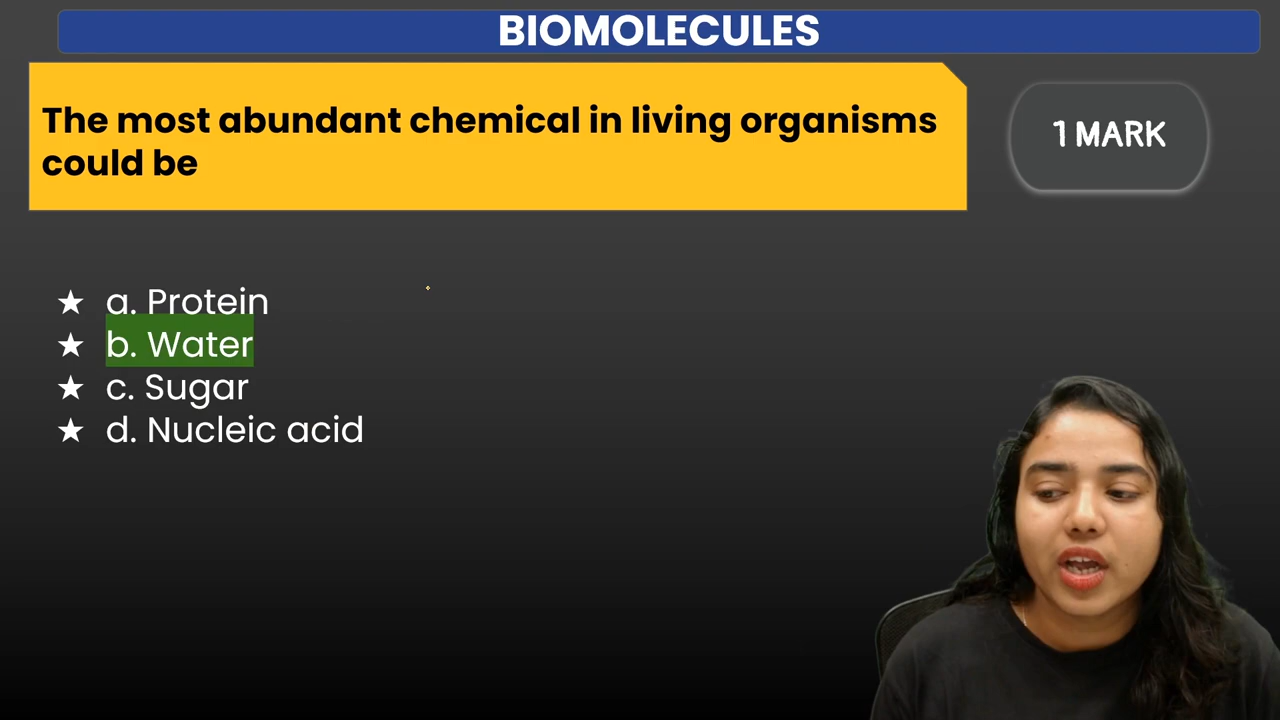 BIOMOLECULES
The most abundant chemical in living organisms
could be
1 MARK
★ a. Protein
★ b. Water
★ c. Sugar
★ d. Nucleic acid